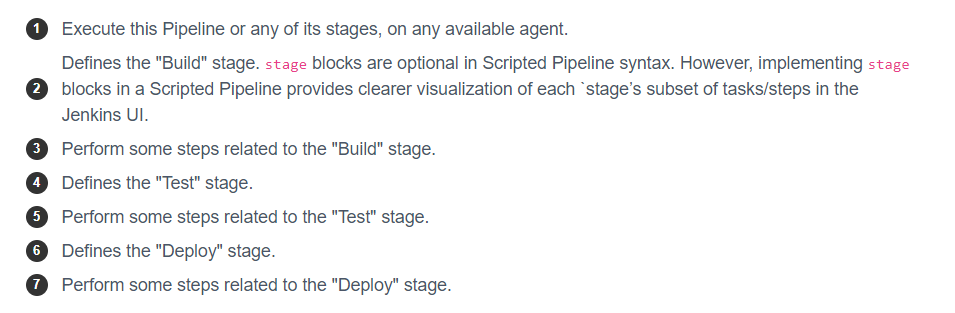 1 Execute this Pipeline or any of its stages, on any available agent.
Defines the "Build" stage. stage blocks are optional in Scripted Pipeline syntax. However, implementing stage
2 blocks in a Scripted Pipeline provides clearer visualization of each `stage’s subset of tasks/steps in the
Jenkins UI.
3 Perform some steps related to the "Build" stage.
4 Defines the "Test" stage.
5 Perform some steps related to the "Test" stage.
6 Defines the "Deploy" stage.
7 Perform some steps related to the "Deploy" stage.